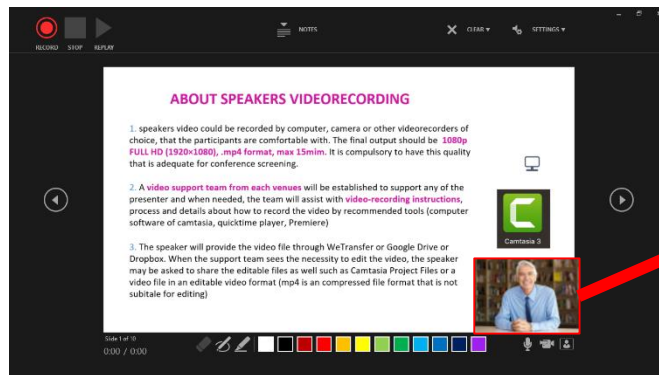 RECORD STOP REPLAY
NOTES
CLEAR ▼
SETTINGS ▼
ABOUT SPEAKERS VIDEORECORDING
1. speakers video could be recorded by computer, camera or other videorecorders of
choice, that the participants are comfortable with. The final output should be 1080p
FULL HD (1920×1080), .mp4 format, max 15mim. It is compulsory to have this quality
that is adequate for conference screening.
2. A video support team from each venues will be established to support any of the
presenter and when needed, the team will assist with video-recording instructions,
process and details about how to record the video by recommended tools (computer
software of camtasia, quicktime player, Premiere)
3. The speaker will provide the video file through WeTransfer or Google Drive or
Dropbox. When the support team sees the necessity to edit the video, the speaker
may be asked to share the editable files as well such as Camtasia Project Files or a
video file in an editable video format (mp4 is an compressed file format that is not
subitale for editing)
Camtasia 3
Slide 1 of 10
0:00 / 0:00